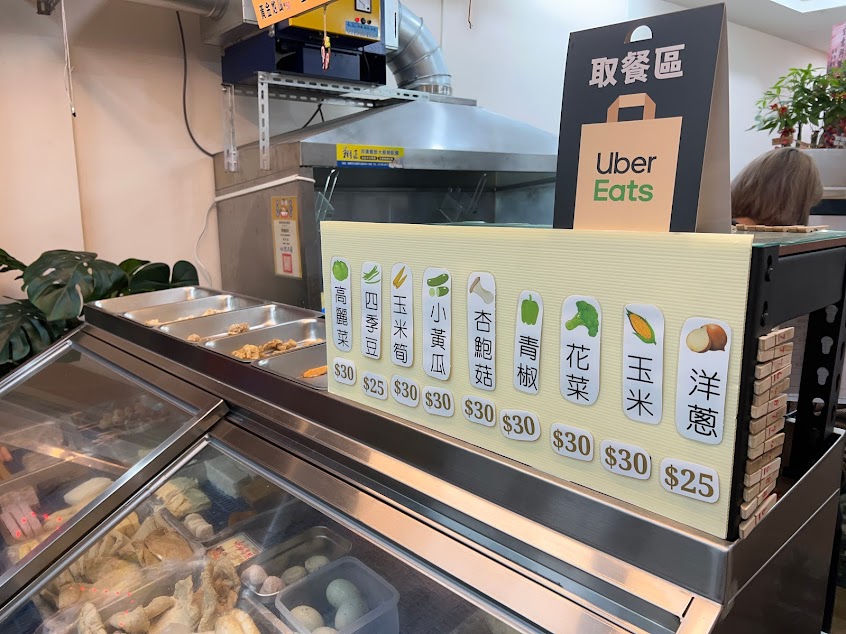 取餐區
Uber
Eats
高麗菜
$30
四季豆
$25
玉米筍
$30
小黃瓜
$30
杏鮑菇
$30
青椒
$30
花菜
$30
玉米
$30
洋蔥
$25